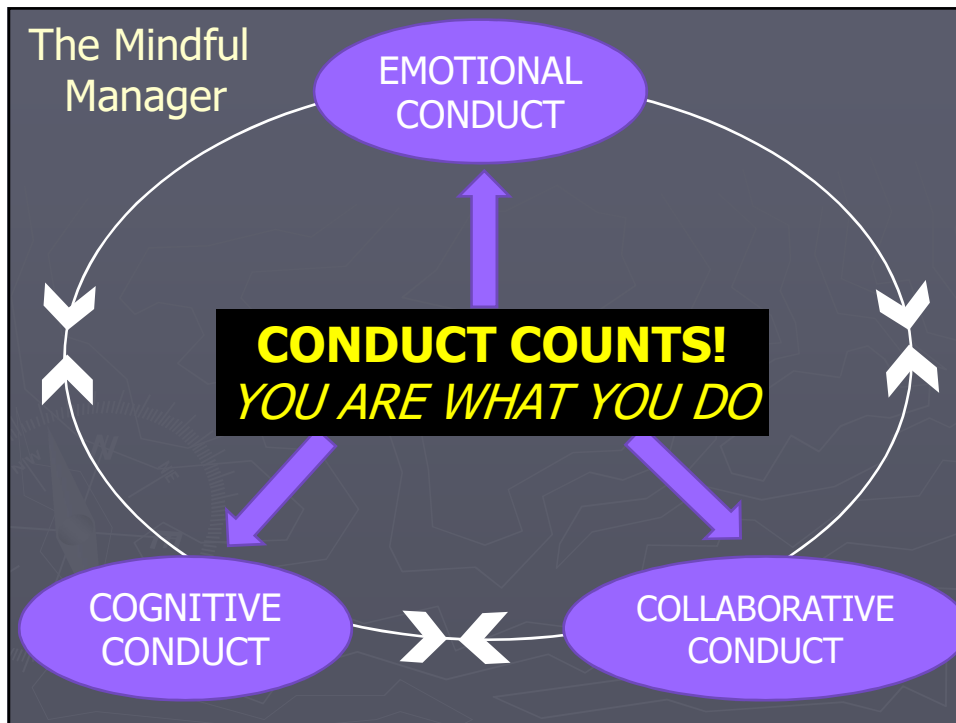 The Mindful
Manager
EMOTIONAL
CONDUCT
CONDUCT COUNTS!
YOU ARE WHAT YOU DO
COGNITIVE
CONDUCT
COLLABORATIVE
CONDUCT